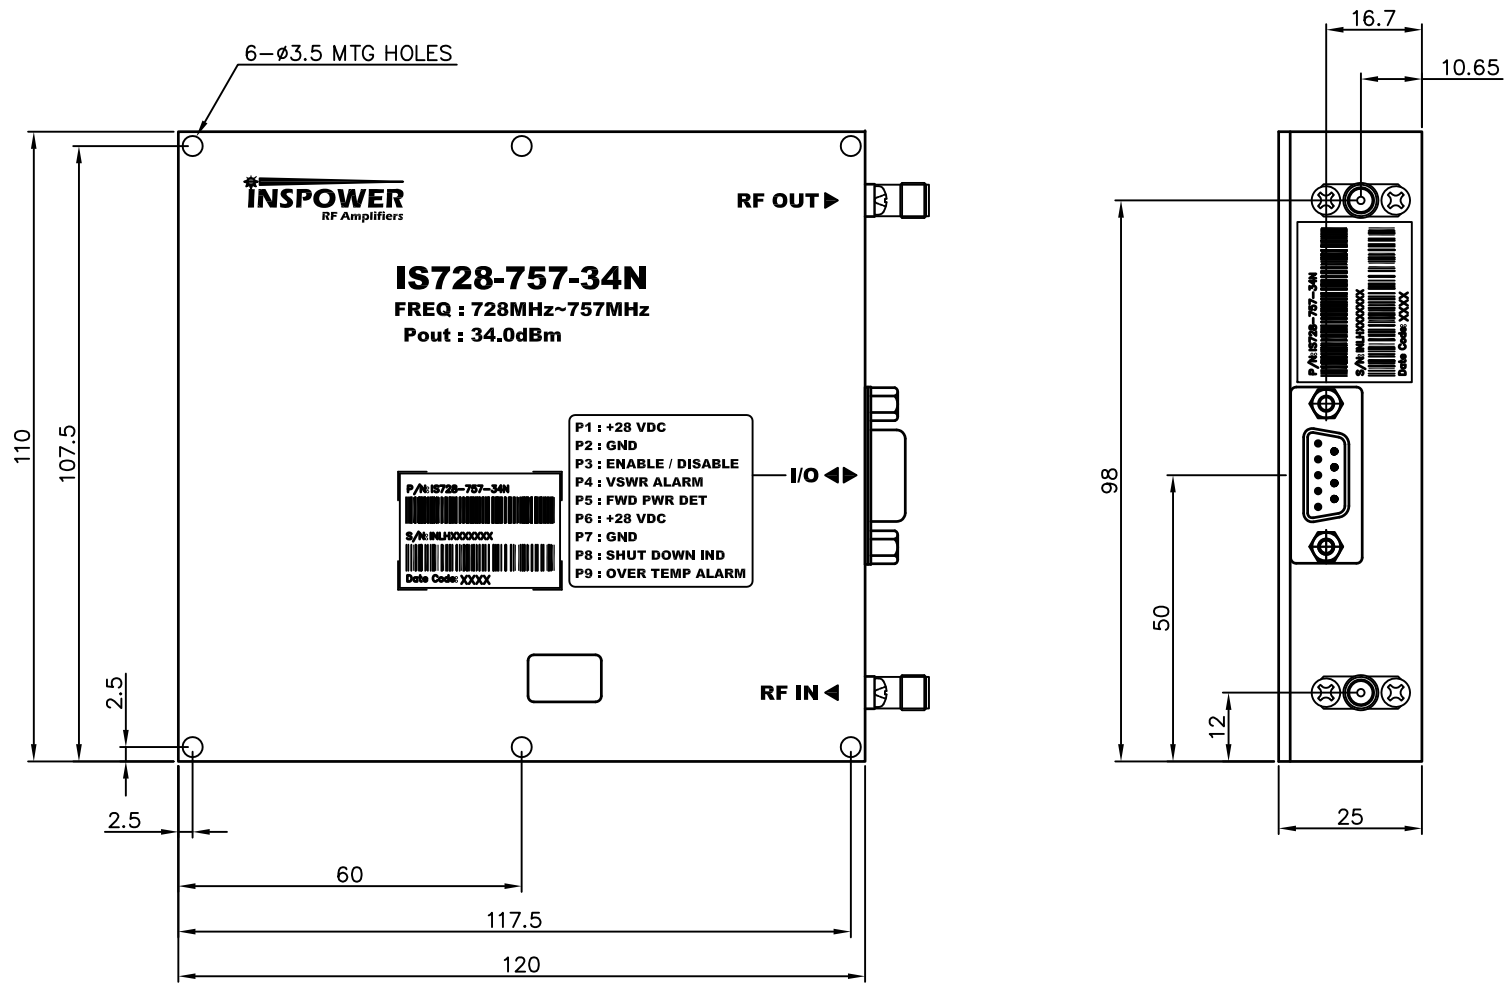 6-ø3.5 MTG HOLES
INSPOWER
RF Amplifiers
RF OUT
IS728-757-34N
FREQ : 728MHz~757MHz
Pout : 34.0dBm
P1 : +28 VDC
P2 : GND
P3 : ENABLE / DISABLE
P4 : VSWR ALARM
P5 : FWD PWR DET
P6 : +28 VDC
P7 : GND
P8 : SHUT DOWN IND
P9 : OVER TEMP ALARM
I/O
P/N: IS728-757-34N
S/N: INLHXXXXXXX
Date Code: XXXX
RF IN
110
107.5
2.5
2.5
60
117.5
120
16.7
10.65
P/N: IS728-757-34N
S/N: INLHXXXXXXX
Date Code: XXXX
98
50
12
25